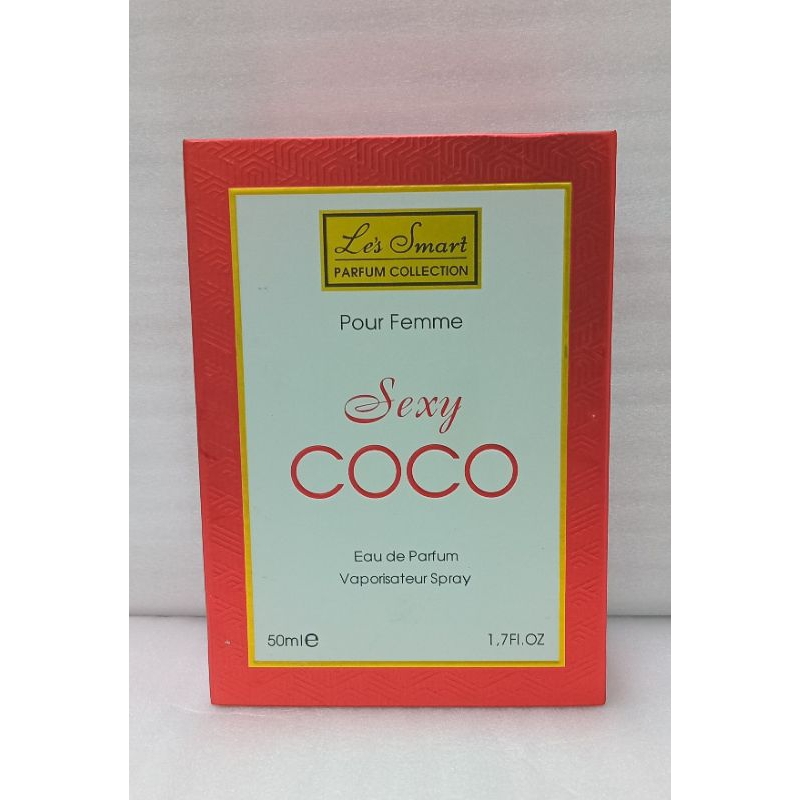 Le's Smart
PARFUM COLLECTION
Pour Femme
Sexy
COCO
Eau de Parfum
Vaporisateur Spray
50ml℮ 1,7Fl.OZ